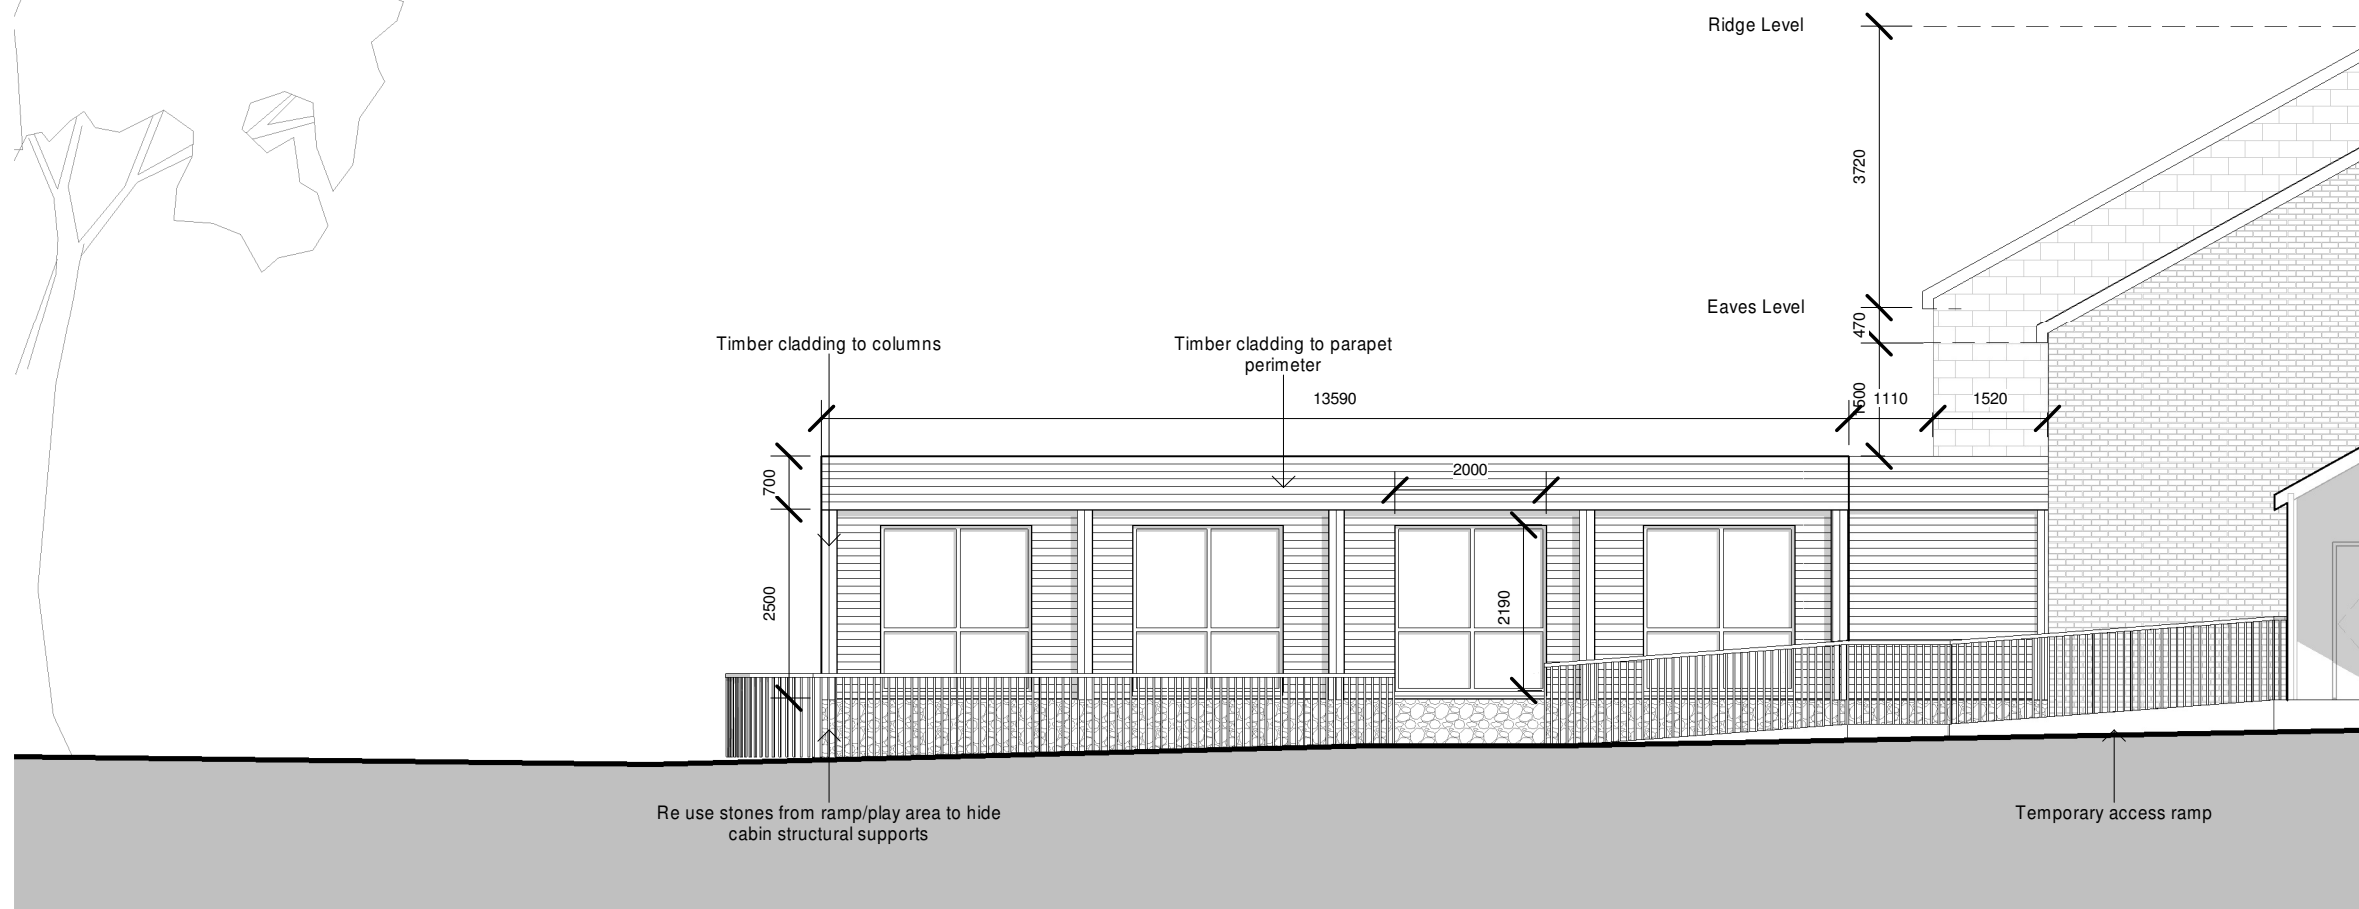 Ridge Level
3720
Eaves Level
470
Timber cladding to columns
Timber cladding to parapet
perimeter
13590
1500
1110
1520
700
2000
2500
2190
Re use stones from ramp/play area to hide
cabin structural supports
Temporary access ramp